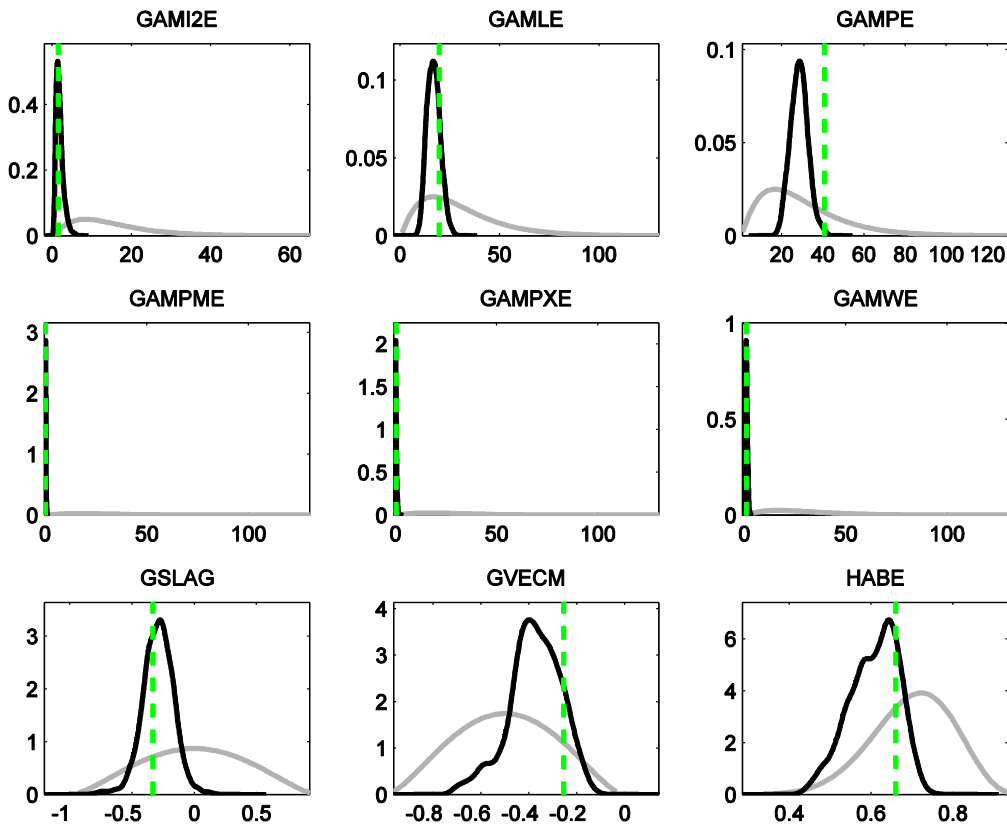 GAMI2E GAMLE GAMPE
0.4 0.2 0
0 20 40 60
0.1 0.05 0
0 50 100
0.1 0.05 0
20 40 60 80 100 120
GAMPME GAMPXE GAMWE
3 2 1 0
50 100
2 1.5 1 0.5 0
50 100
1 0.5 0
50 100
GSLAG GVECM HABE
3 2 1 0
-1 -0.5 0 0.5
4 3 2 1 0
-0.8 -0.6 -0.4 -0.2 0
6 4 2 0
0.4 0.6 0.8